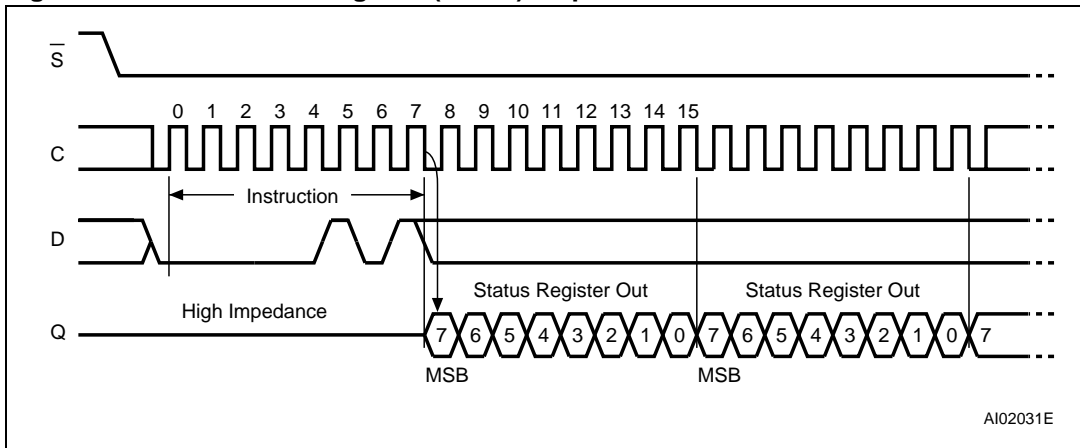 S
0 1 2 3 4 5 6 7 8 9 10 11 12 13 14 15
C
Instruction
D
Status Register Out Status Register Out
High Impedance
Q 7 6 5 4 3 2 1 0 7 6 5 4 3 2 1 0 7
MSB MSB
AI02031E